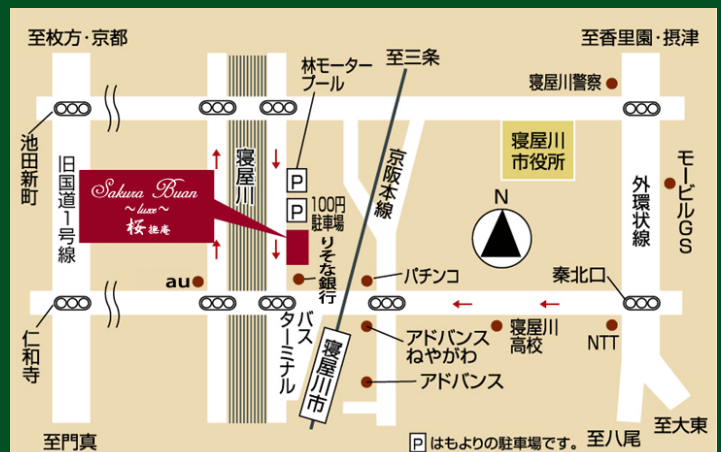 至枚方・京都
至三条
至香里園・摂津
林モーター
プール
寝屋川警察
池田新町
旧国道1号線
寝屋川
P
P
100円
駐車場
京阪本線
寝屋川
市役所
モービルGS
外環状線
Sakura Buan
〜luxe〜
桜撫庵
N
りそな銀行
au
パチンコ
秦北口
仁和寺
バス
ターミナル
寝屋川市
アドバンス
ねやがわ
寝屋川
高校
NTT
アドバンス
至門真
Pはもよりの駐車場です。
至八尾
至大東